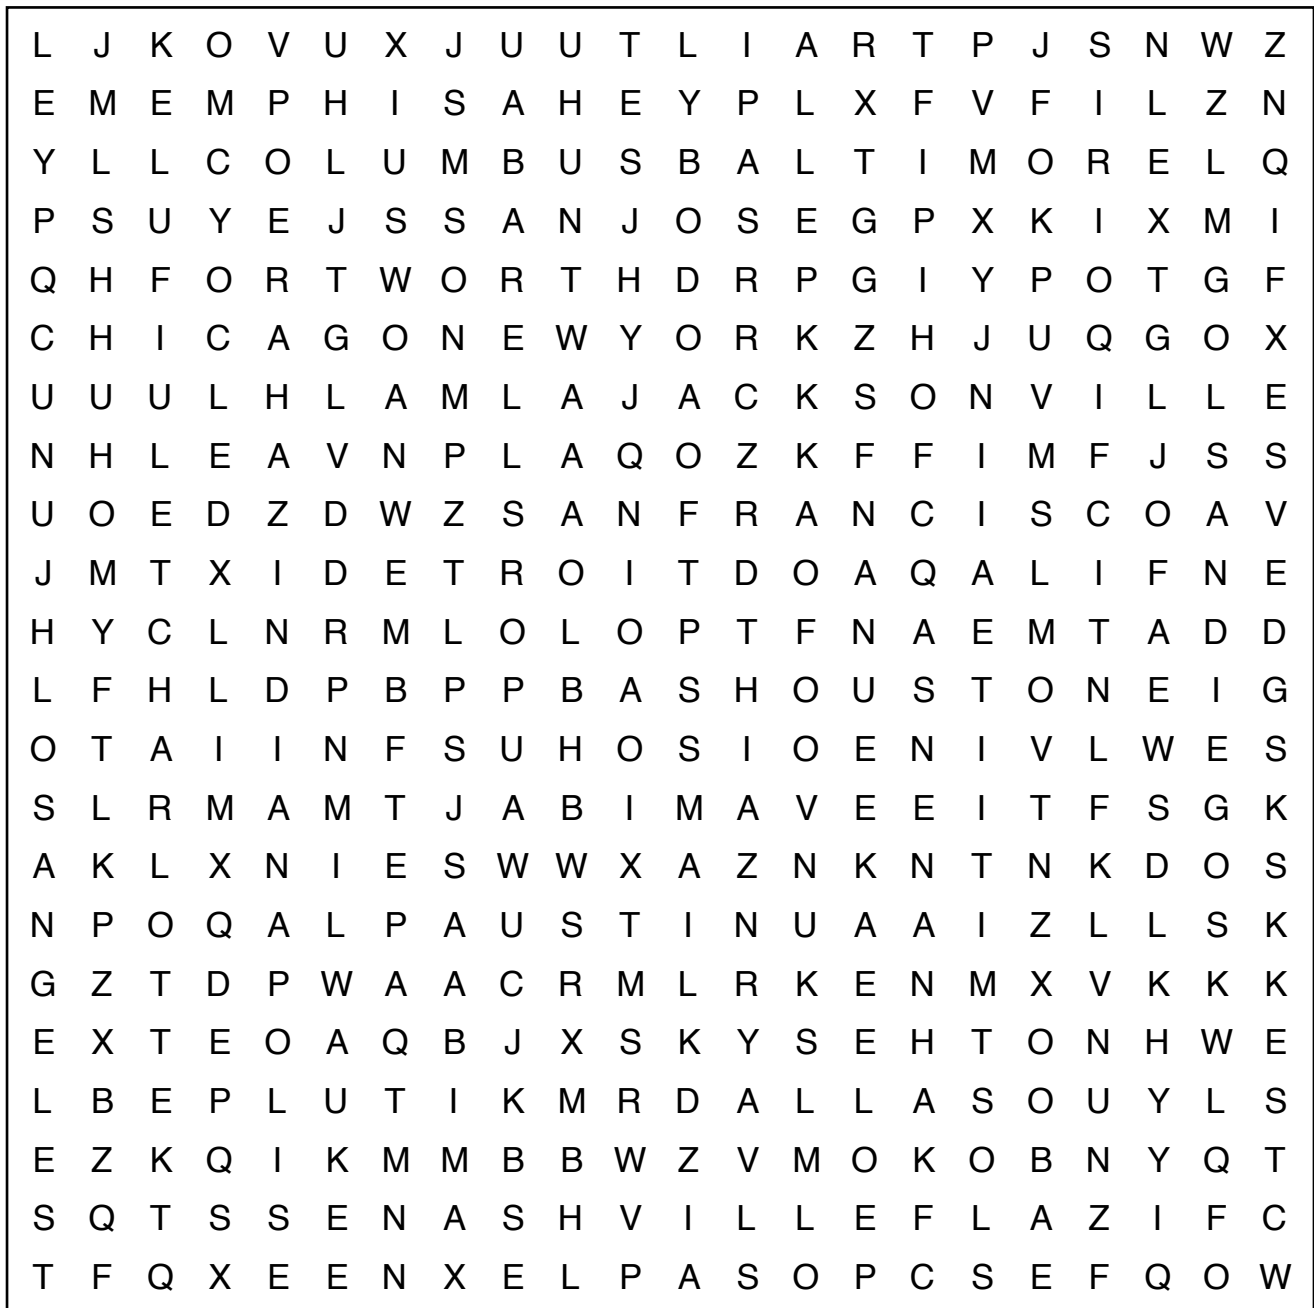 L J K O V U X J U U T L I A R T P J S N W Z
E M E M P H I S A H E Y P L X F V F I L Z N
Y L L C O L U M B U S B A L T I M O R E L Q
P S U Y E J S S A N J O S E G P X K I X M I
Q H F O R T W O R T H D R P G I Y P O T G F
C H I C A G O N E W Y O R K Z H J U Q G O X
U U U L H L A M L A J A C K S O N V I L L E
N H L E A V N P L A Q O Z K F F I M F J S S
U O E D Z D W Z S A N F R A N C I S C O A V
J M T X I D E T R O I T D O A Q A L I F N E
H Y C L N R M L O L O P T F N A E M T A D D
L F H L D P B P P B A S H O U S T O N E I G
O T A I I N F S U H O S I O E N I V L W E S
S L R M A M T J A B I M A V E E I T F S G K
A K L X N I E S W W X A Z N K N T N K D O S
N P O Q A L P A U S T I N U A A I Z L L S K
G Z T D P W A A C R M L R K E N M X V K K K
E X T E O A Q B J X S K Y S E H T O N H W E
L B E P L U T I K M R D A L L A S O U Y L S
E Z K Q I K M M B B W Z V M O K O B N Y Q T
S Q T S S E N A S H V I L L E F L A Z I F C
T F Q X E E N X E L P A S O P C S E F Q O W